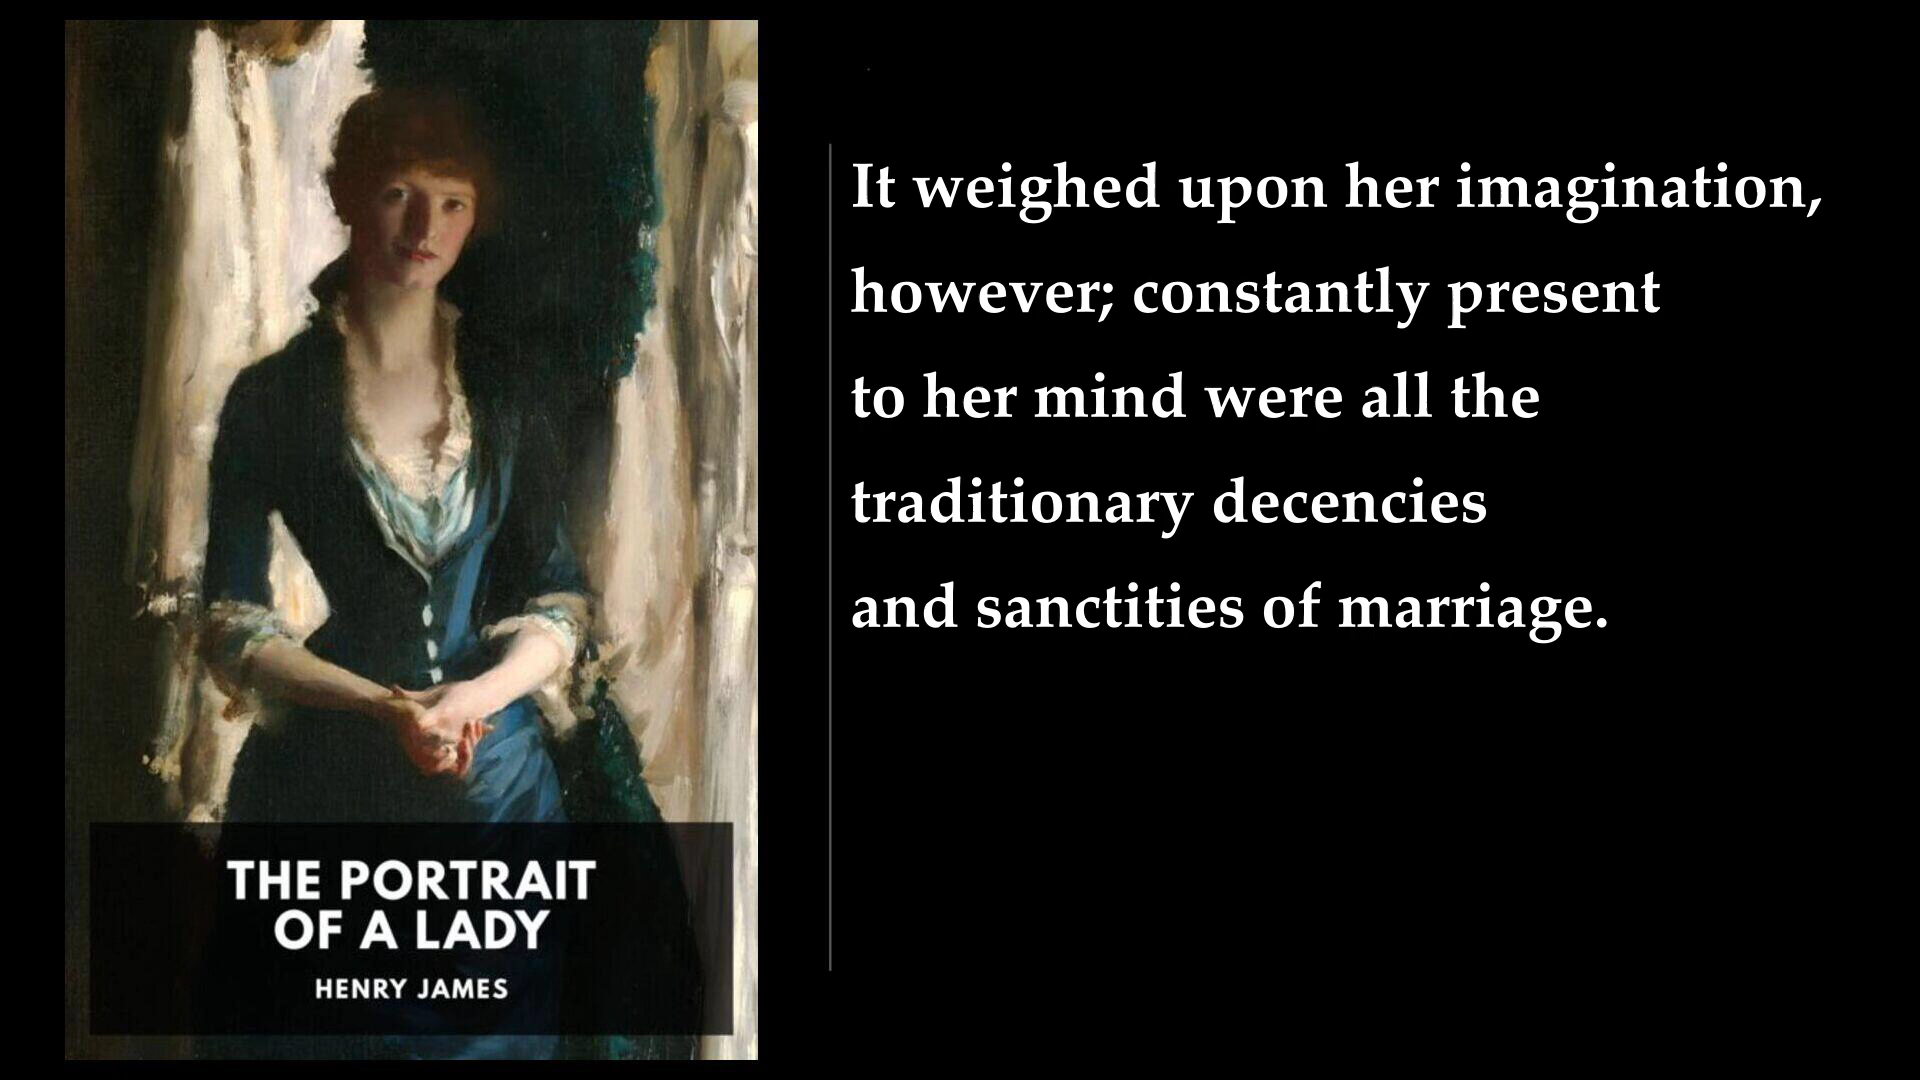 It weighed upon her imagination,
however; constantly present
to her mind were all the
traditionary decencies
and sanctities of marriage.
THE PORTRAIT
OF A LADY
HENRY JAMES